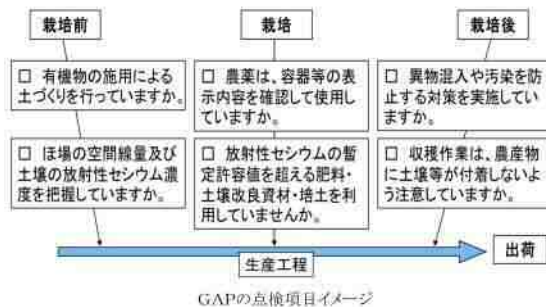 栽培前
栽培
栽培後
□ 有機物の施用による
土づくりを行っていますか。
□ 農薬は、容器等の表
示内容を確認して使用し
ていますか。
□ 異物混入や汚染を防
止する対策を実施してい
ますか。
□ ほ場の空間線量及び
土壌の放射性セシウム濃
度を把握していますか。
□ 放射性セシウムの暫
定許容値を超える肥料・
土壌改良資材・培土を利
用していませんか。
□ 収穫作業は、農産物
に土壌等が付着しないよ
う注意していますか。
生産工程
出荷
GAPの点検項目イメージ